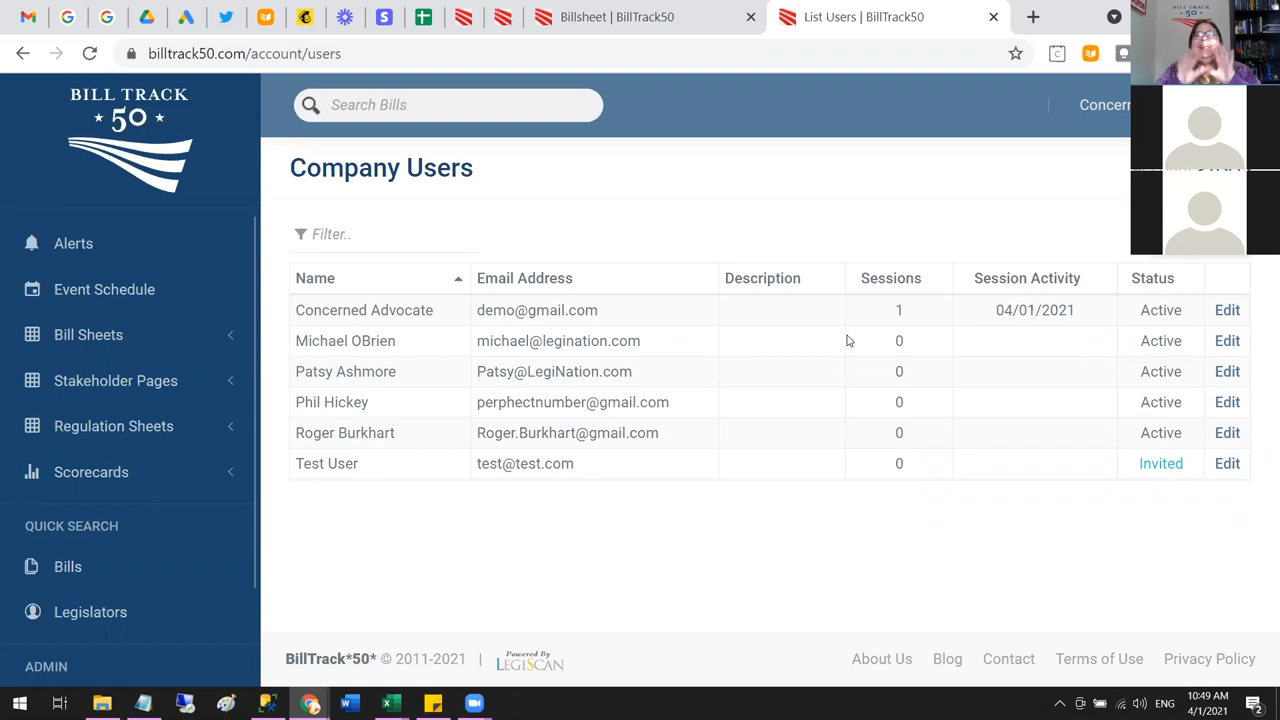 Billsheet | BillTrack50
List Users | BillTrack50
billtrack50.com/account/users
BILL TRACK
50
Search Bills
Concern
Company Users
Filter..
Name Email Address Description Sessions Session Activity Status
Concerned Advocate demo@gmail.com 1 04/01/2021 Active Edit
Michael OBrien michael@legination.com 0 Active Edit
Patsy Ashmore Patsy@LegiNation.com 0 Active Edit
Phil Hickey perphectnumber@gmail.com 0 Active Edit
Roger Burkhart Roger.Burkhart@gmail.com 0 Active Edit
Test User test@test.com 0 Invited Edit
Alerts
Event Schedule
Bill Sheets
Stakeholder Pages
Regulation Sheets
Scorecards
QUICK SEARCH
Bills
Legislators
ADMIN
BillTrack*50* © 2011-2021 | Powered By LEGISCAN
About Us Blog Contact Terms of Use Privacy Policy
ENG
10:49 AM
4/1/2021
2
BILL TRACK
50